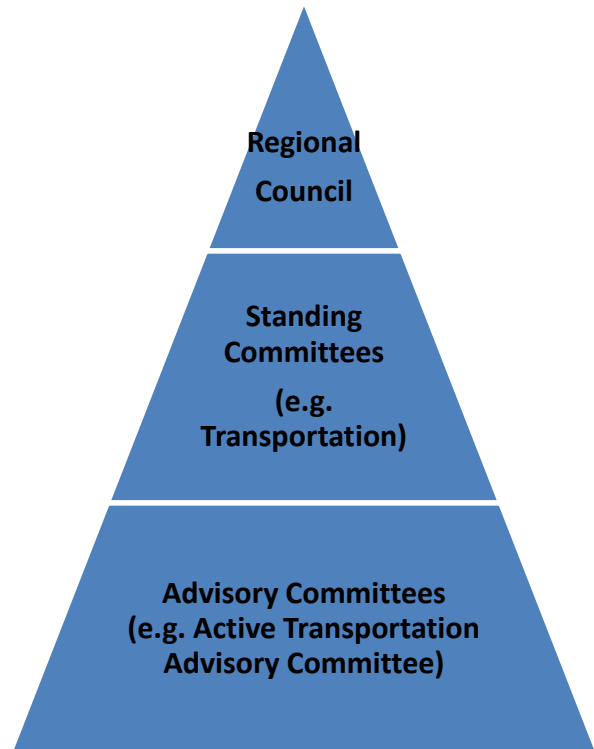 Regional
Council
Standing
Committees
(e.g.
Transportation)
Advisory Committees
(e.g. Active Transportation
Advisory Committee)